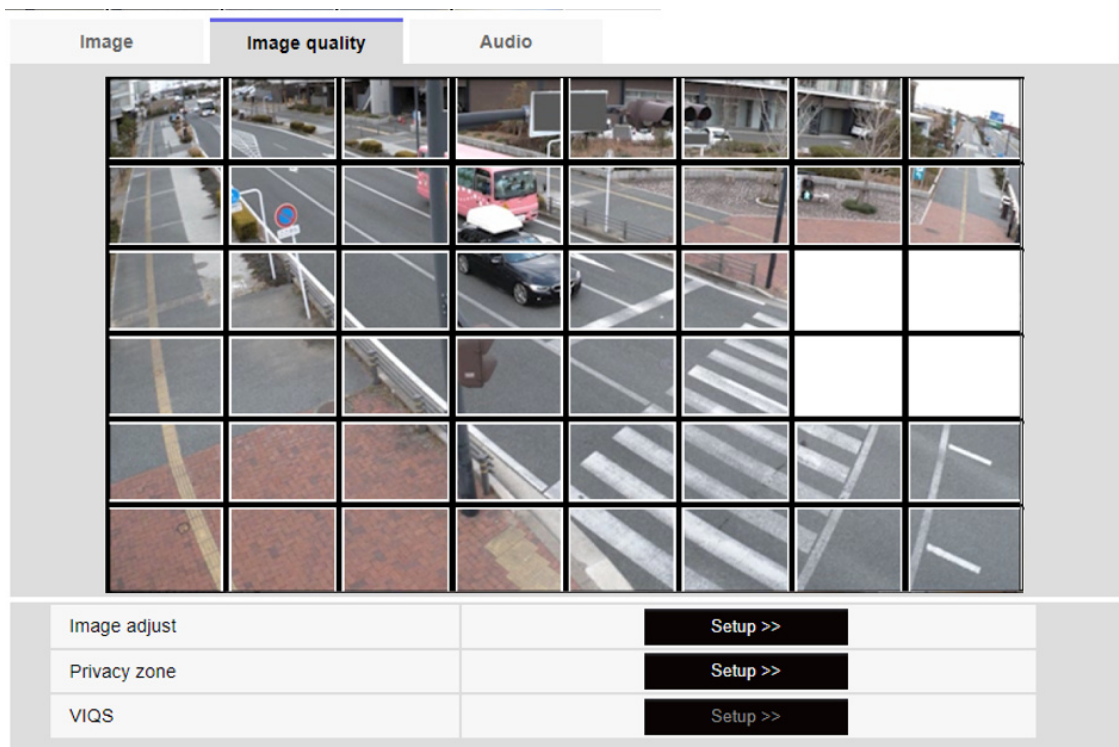 Image
Image quality
Audio
Image adjust
Setup >>
Privacy zone
Setup >>
VIQS
Setup >>